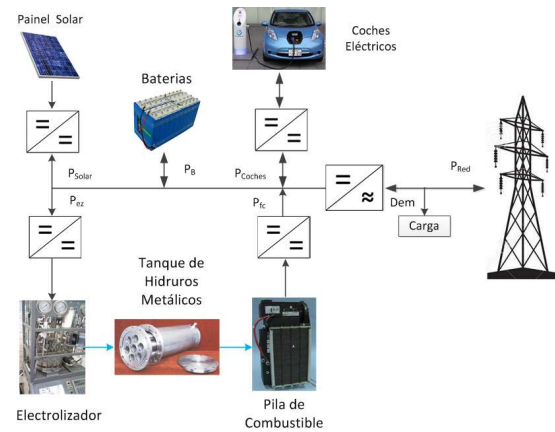 Painel Solar
Coches
Eléctricos
Baterias
P_Solar
P_B
P_Coches
P_Red
P_ez
P_fc
Dem
Carga
Tanque de
Hidruros
Metálicos
Electrolizador
Pila de
Combustible